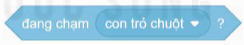 đang chạm con trỏ chuột ?